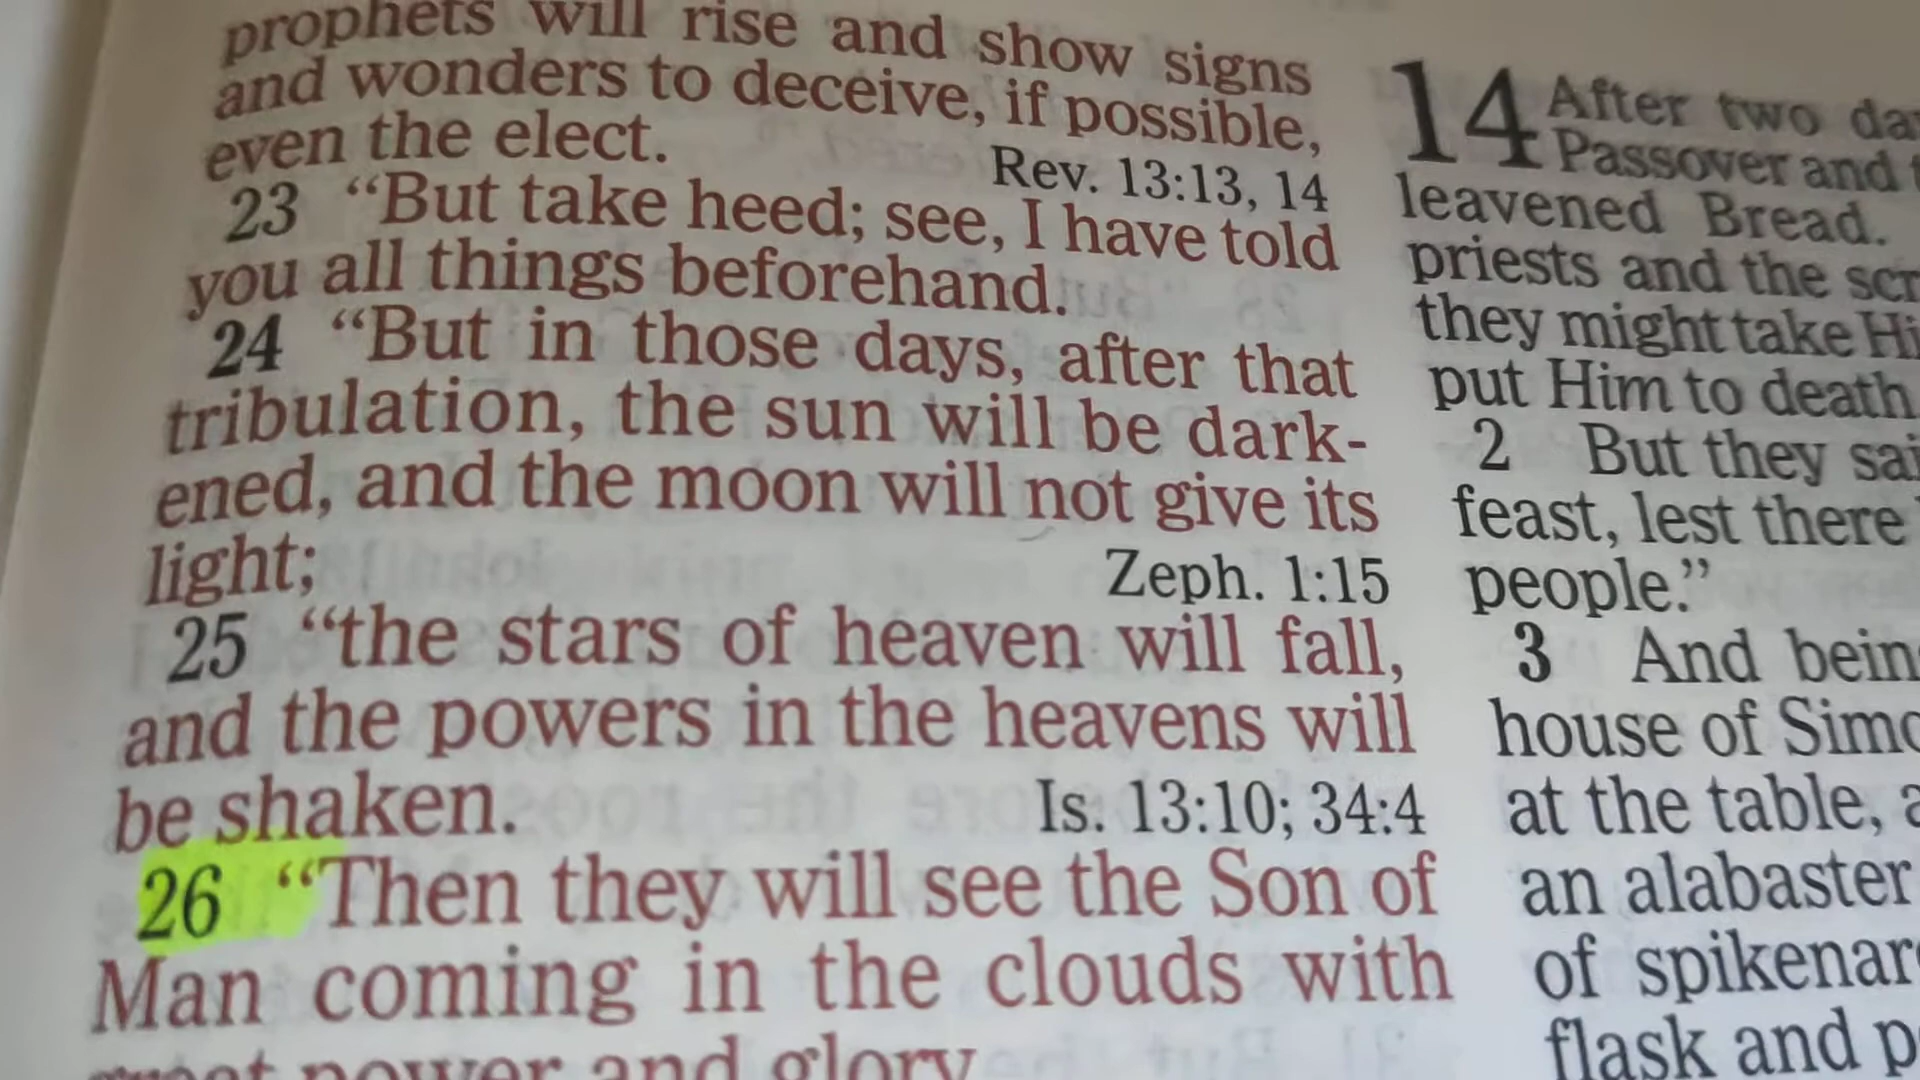 prophets will rise and show signs
and wonders to deceive, if possible,
even the elect.
Rev. 13:13, 14
23 “But take heed; see, I have told
you all things beforehand.
24 “But in those days, after that
tribulation, the sun will be dark-
ened, and the moon will not give its
light;
Zeph. 1:15
25 “the stars of heaven will fall,
and the powers in the heavens will
be shaken.
Is. 13:10; 34:4
26 “Then they will see the Son of
Man coming in the clouds with
great power and glory
14 After two
Passover and
leavened Bread.
priests and the
they might take
put Him to death
2 But they
feast, lest there
people.”
3 And
house of
at the table,
an alabaster
of
flask and